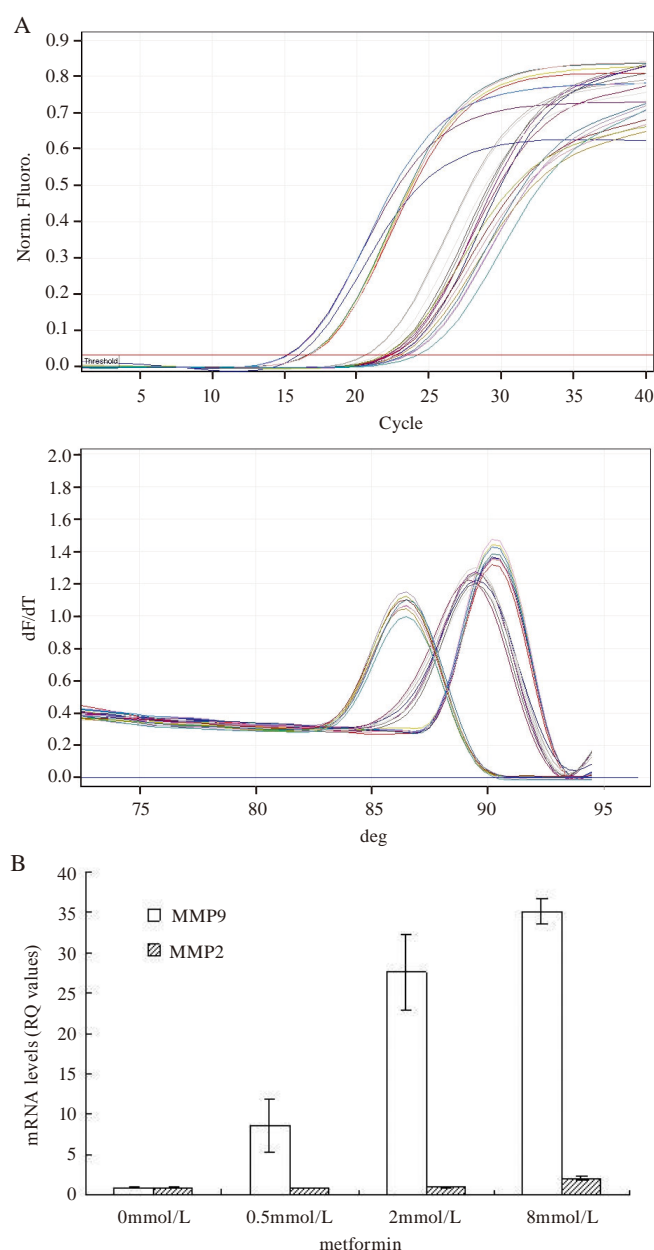 A
0.9
0.8
0.7
0.6
0.5
0.4
0.3
0.2
0.1
0.0
Norm. Fluoro.
Threshold
5 10 15 20 25 30 35 40
Cycle
2.0
1.8
1.6
1.4
1.2
1.0
0.8
0.6
0.4
0.2
0.0
dF/dT
75 80 85 90 95
deg
B
40
35
30
25
20
15
10
5
0
mRNA levels (RQ values)
MMP9
MMP2
0mmol/L 0.5mmol/L 2mmol/L 8mmol/L
metformin